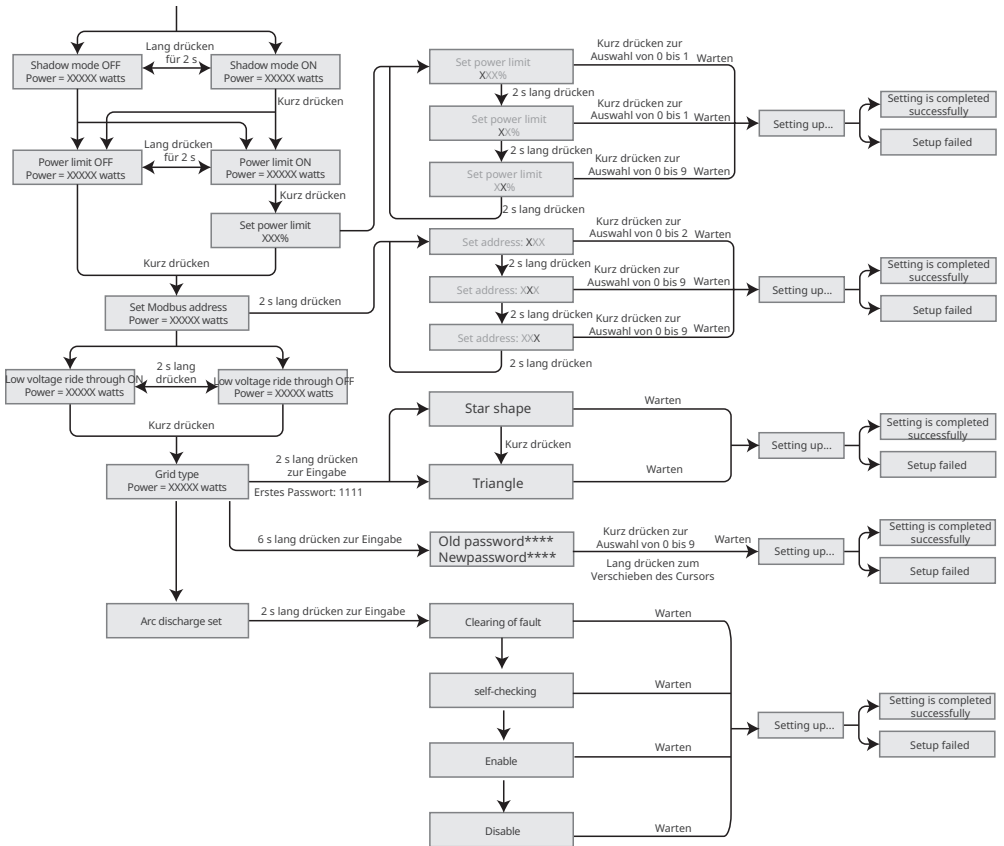 Shadow mode OFF
Power = XXXXX watts
Lang drücken
für 2 s
Shadow mode ON
Power = XXXXX watts
Kurz drücken
Power limit OFF
Power = XXXXX watts
Lang drücken
für 2 s
Power limit ON
Power = XXXXX watts
Kurz drücken
Set power limit
XXX%
Kurz drücken
Set Modbus address
Power = XXXXX watts
2 s lang drücken
Low voltage ride through ON
Power = XXXXX watts
2 s lang
drücken
Low voltage ride through OFF
Power = XXXXX watts
Kurz drücken
Grid type
Power = XXXXX watts
2 s lang drücken
zur Eingabe
Erstes Passwort: 1111
6 s lang drücken zur Eingabe
Arc discharge set
2 s lang drücken zur Eingabe
Set power limit
XXX%
Kurz drücken zur
Auswahl von 0 bis 1
Warten
2 s lang drücken
Set power limit
XX%
Kurz drücken zur
Auswahl von 0 bis 1
Warten
2 s lang drücken
Set power limit
XX%
Kurz drücken zur
Auswahl von 0 bis 9
Warten
2 s lang drücken
Setting up...
Setting is completed
successfully
Setup failed
Set address: XXX
Kurz drücken zur
Auswahl von 0 bis 2
Warten
2 s lang drücken
Set address: XXX
Kurz drücken zur
Auswahl von 0 bis 9
Warten
2 s lang drücken
Set address: XXX
Kurz drücken zur
Auswahl von 0 bis 9
Warten
2 s lang drücken
Setting up...
Setting is completed
successfully
Setup failed
Star shape
Warten
Kurz drücken
Triangle
Warten
Setting up...
Setting is completed
successfully
Setup failed
Old password****
Newpassword****
Kurz drücken zur
Auswahl von 0 bis 9
Warten
Lang drücken zum
Verschieben des Cursors
Setting up...
Setting is completed
successfully
Setup failed
Clearing of fault
Warten
self-checking
Warten
Enable
Warten
Disable
Warten
Setting up...
Setting is completed
successfully
Setup failed